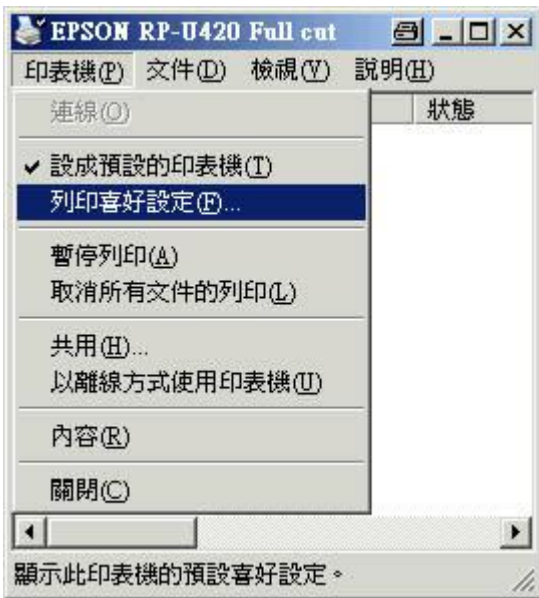 EPSON RP-U420 Full cut
印表機(P) 文件(D) 檢視(V) 說明(H)
狀態
連線(O)
設成預設的印表機(T)
列印喜好設定(F)...
暫停列印(A)
取消所有文件的列印(L)
共用(H)...
以離線方式使用印表機(U)
內容(R)
關閉(C)
顯示此印表機的預設喜好設定。